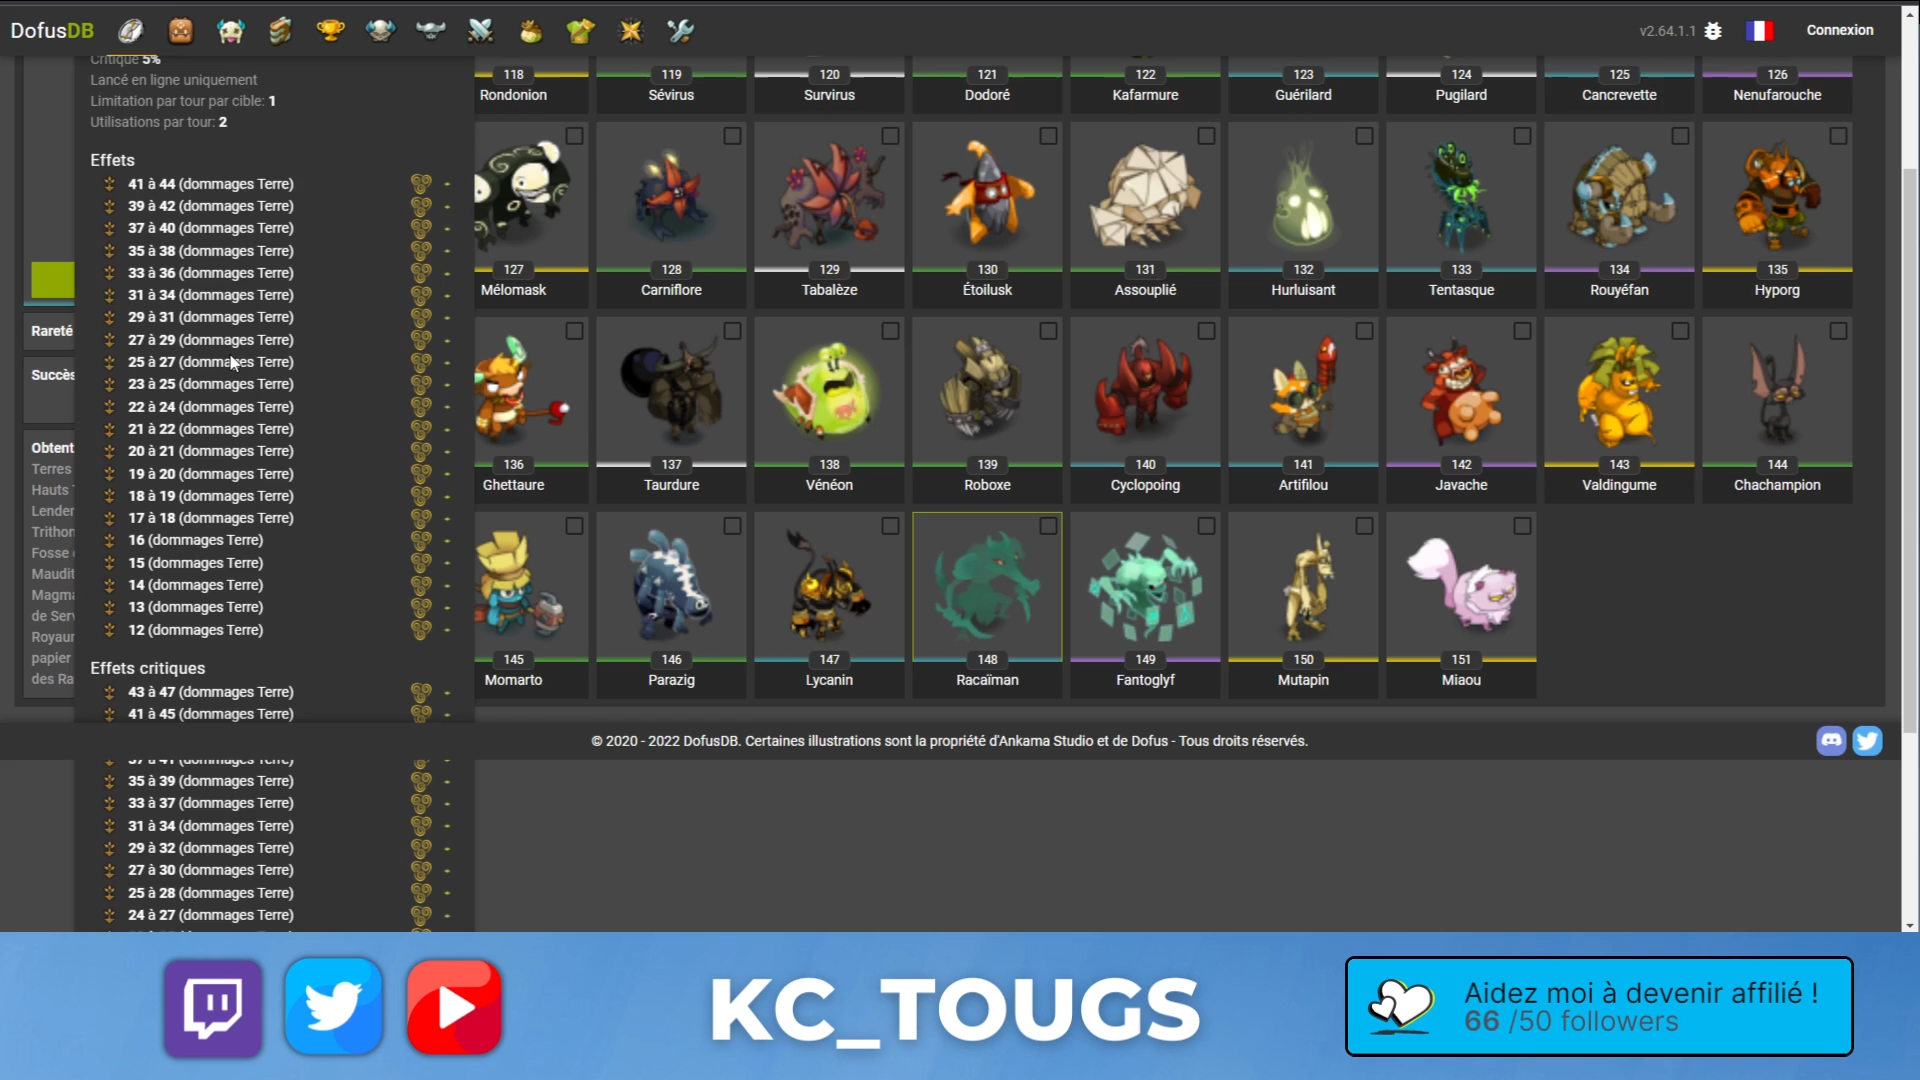 DofusDB
v2.64.1.1
Connexion
Critique 5%
Lancé en ligne uniquement
Limitation par tour par cible: 1
Utilisations par tour: 2
Effets
41 à 44 (dommages Terre)
39 à 42 (dommages Terre)
37 à 40 (dommages Terre)
35 à 38 (dommages Terre)
33 à 36 (dommages Terre)
31 à 34 (dommages Terre)
29 à 31 (dommages Terre)
27 à 29 (dommages Terre)
25 à 27 (dommages Terre)
23 à 25 (dommages Terre)
22 à 24 (dommages Terre)
21 à 22 (dommages Terre)
20 à 21 (dommages Terre)
19 à 20 (dommages Terre)
18 à 19 (dommages Terre)
17 à 18 (dommages Terre)
16 (dommages Terre)
15 (dommages Terre)
14 (dommages Terre)
13 (dommages Terre)
12 (dommages Terre)
Effets critiques
43 à 47 (dommages Terre)
41 à 45 (dommages Terre)
37 à 41 (dommages Terre)
35 à 39 (dommages Terre)
33 à 37 (dommages Terre)
31 à 34 (dommages Terre)
29 à 32 (dommages Terre)
27 à 30 (dommages Terre)
25 à 28 (dommages Terre)
24 à 27 (dommages Terre)
Rareté
Succès
Obtent
Terres
Hauts
Lender
Trithon
Fosse
Maudit
Magma
de Serv
Royaur
papier
des Ra
118 119 120 121 122 123 124 125 126
Rondonion Sévirus Survirus Dodoré Kafarmure Guérilard Pugilard Cancrevette Nenufarouche
127 128 129 130 131 132 133 134 135
Mélomask Carniflore Tabalèze Étoilusk Assouplié Hurluisant Tentasque Rouyéfan Hyporg
136 137 138 139 140 141 142 143 144
Ghettaure Taurdure Vénéon Roboxe Cyclopoing Artifilou Javache Valdingume Chachampion
145 146 147 148 149 150 151
Momarto Parazig Lycanin Racaïman Fantoglyf Mutapin Miaou
© 2020 - 2022 DofusDB. Certaines illustrations sont la propriété d'Ankama Studio et de Dofus - Tous droits réservés.
KC_TOUGS
Aidez moi à devenir affilié !
66 /50 followers